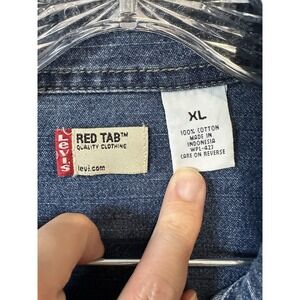 Levi's
RED TAB™
QUALITY CLOTHING
levi.com
XL
100% COTTON
MADE IN
INDONESIA
WPL-423
CARE ON REVERSE